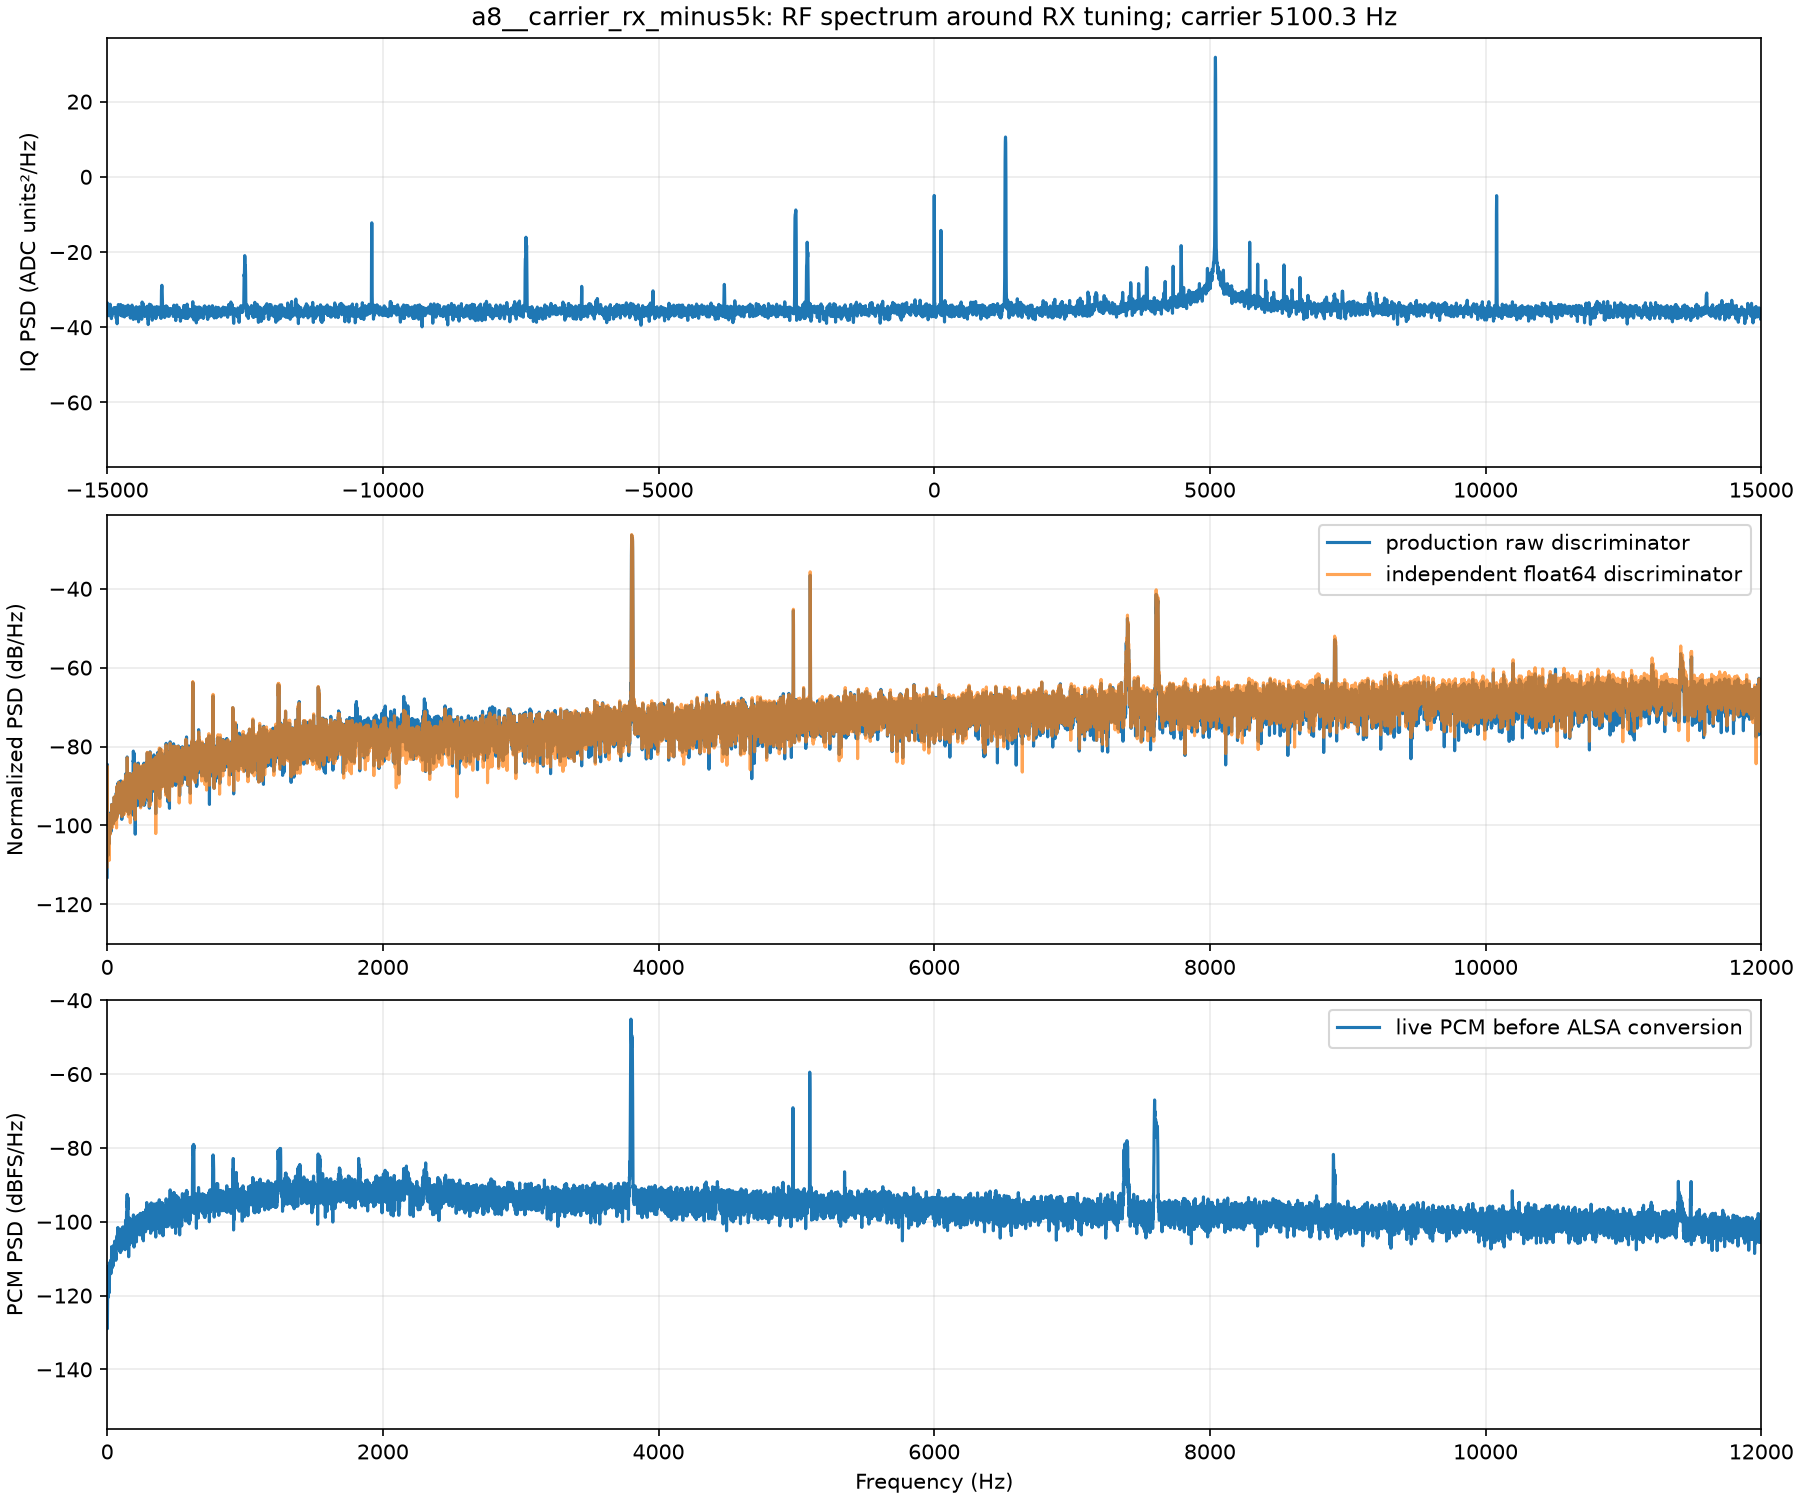 a8__carrier_rx_minus5k: RF spectrum around RX tuning; carrier 5100.3 Hz
IQ PSD (ADC units²/Hz)
20
0
−20
−40
−60
−15000 −10000 −5000 0 5000 10000 15000
production raw discriminator
independent float64 discriminator
Normalized PSD (dB/Hz)
−40
−60
−80
−100
−120
0 2000 4000 6000 8000 10000 12000
live PCM before ALSA conversion
PCM PSD (dBFS/Hz)
−40
−60
−80
−100
−120
−140
0 2000 4000 6000 8000 10000 12000
Frequency (Hz)